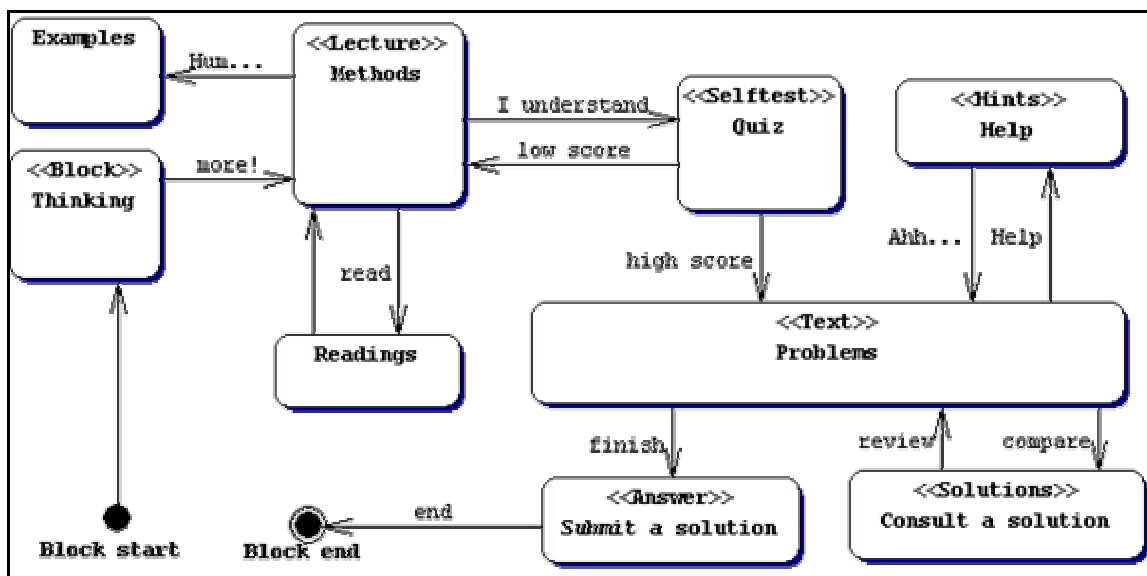 Examples
Hum...
<<Lecture>>
Methods
I understand
<<Selftest>>
Quiz
<<Hints>>
Help
low score
<<Block>>
Thinking
more!
read
high score
Ahh...
Help
Readings
<<Text>>
Problems
finish
review
compare
<<Answer>>
Submit a solution
<<Solutions>>
Consult a solution
end
Block start
Block end